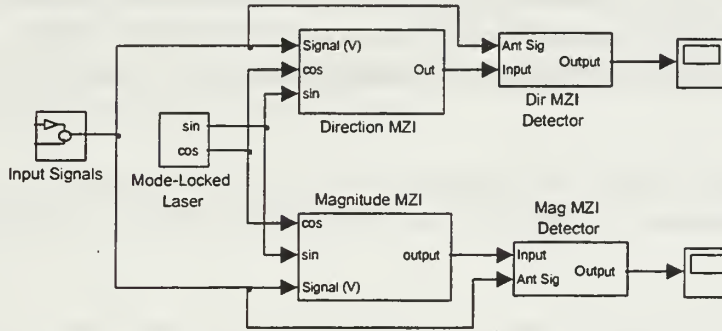 Signal (V)
cos
sin
Out
Direction MZI
Ant Sig
Input
Output
Dir MZI
Detector
Input Signals
sin
cos
Mode-Locked
Laser
Magnitude MZI
cos
sin
Signal (V)
output
Mag MZI
Detector
Input
Ant Sig
Output